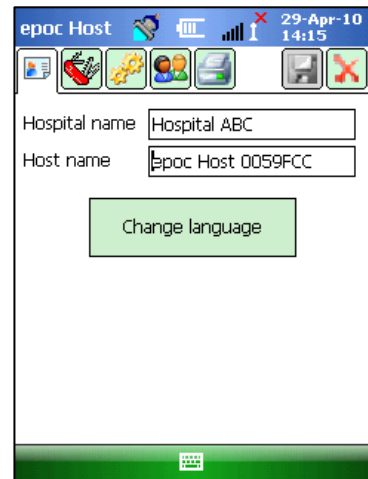 epoc Host 29-Apr-10
14:15
Hospital name Hospital ABC
Host name epoc Host 0059FCC
Change language